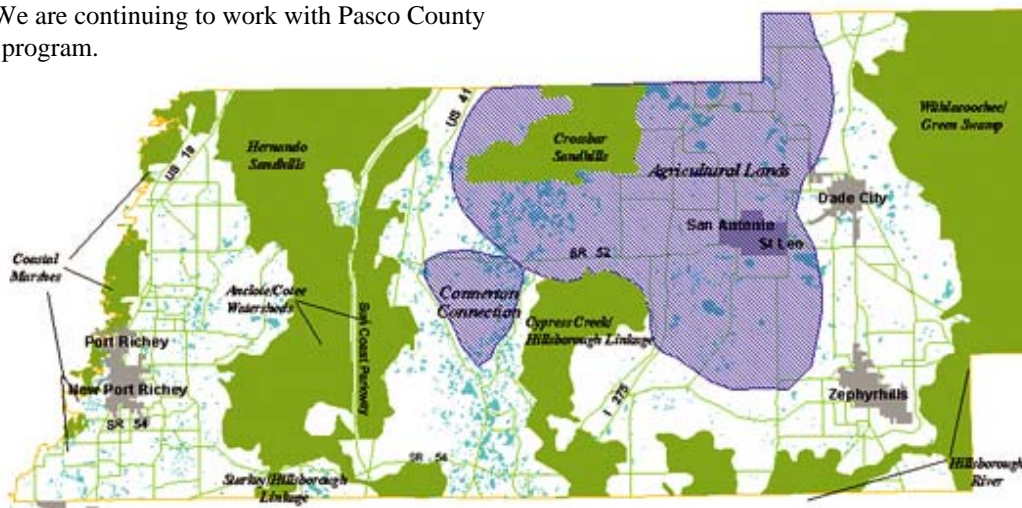 We are continuing to work with Pasco County
program.
US 19
Hernando
Sandhills
US 41
Crossbar
Sandhills
Agricultural Lands
Withlacoochee/
Green Swamp
Dade City
San Antonio
St Leo
SR 52
Coastal
Marshes
Anclote/Cotee
Watersheds
Connerton
Connection
Cypress Creek/
Hillsborough Linkage
Sun Coast Parkway
Port Richey
New Port Richey
SR 54
I 275
Zephyrhills
SR 54
Starkey/Hillsborough
Linkage
Hillsborough
River